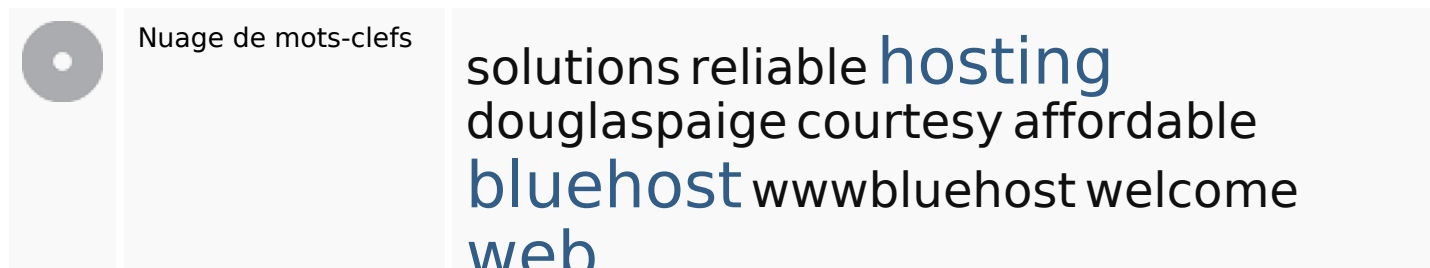 Nuage de mots-clefs
solutions reliable hosting
douglaspaige courtesy affordable
bluehost wwwbluehost welcome
web